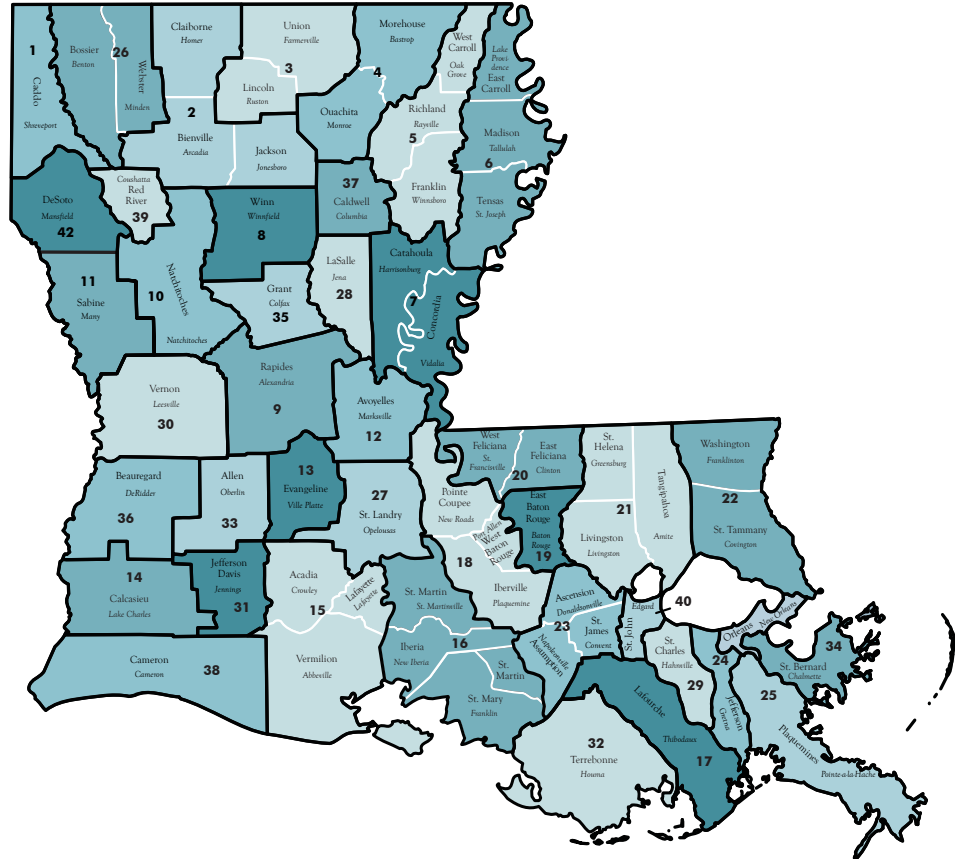 1
Caddo
Shreveport
Bossier
Benton
26
Webster
Minden
Claiborne
Homer
2
Bienville
Arcadia
Union
Farmerville
3
Lincoln
Ruston
Jackson
Jonesboro
Morehouse
Bastrop
4
Ouachita
Monroe
West
Carroll
Oak
Grove
Lake
Provi-
dence
East
Carroll
Richland
Rayville
5
Franklin
Winnsboro
Madison
Tallulah
6
Tensas
St. Joseph
DeSoto
Mansfield
42
Coushatta
Red
River
39
Winn
Winnfield
8
37
Caldwell
Columbia
11
Sabine
Many
10
Natchitoches
Natchitoches
Grant
Colfax
35
LaSalle
Jena
28
Catahoula
Harrisonburg
7
Concordia
Vidalia
Vernon
Leesville
30
Rapides
Alexandria
9
Avoyelles
Marksville
12
Beauregard
DeRidder
36
Allen
Oberlin
33
13
Evangeline
Ville Platte
27
St. Landry
Opelousas
Pointe
Coupee
New Roads
Port Allen
West
Baton
Rouge
18
Iberville
Plaquemine
West
Feliciana
St.
Francisville
20
East
Feliciana
Clinton
East
Baton
Rouge
Baton
Rouge
19
St.
Helena
Greensburg
21
Livingston
Livingston
Tangipahoa
Amite
Washington
Franklinton
22
St. Tammany
Covington
14
Calcasieu
Lake Charles
Jefferson
Davis
Jennings
31
Acadia
Crowley
15
Lafayette
Lafayette
Vermilion
Abbeville
Cameron
Cameron
38
St. Martin
St. Martinville
Iberia
New Iberia
16
St.
Martin
St. Mary
Franklin
Ascension
Donaldsonville
23
Napoleonville
Assumption
St.
James
Convent
Edgard
St. John
40
St.
Charles
Hahnville
29
24
Jefferson
Gretna
Orleans
New Orleans
34
St. Bernard
Chalmette
25
Plaquemines
Pointe-a-la-Hache
Lafourche
Thibodaux
17
32
Terrebonne
Houma